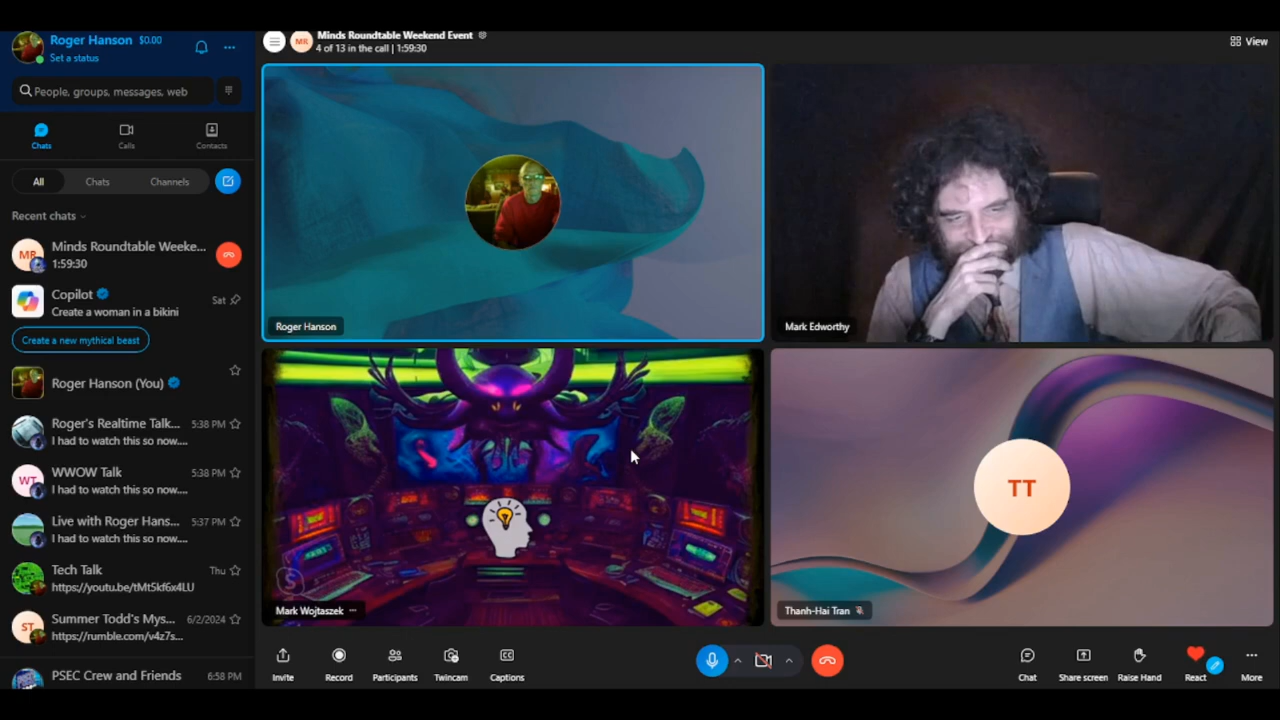 Roger Hanson $0.00
Set a status
People, groups, messages, web
Chats
Calls
Contacts
All
Chats
Channels
Recent chats
MR
Minds Roundtable Weeke...
1:59:30
Copilot
Sat
Create a woman in a bikini
Create a new mythical beast
Roger Hanson (You)
Roger's Realtime Talk...
5:38 PM
I had to watch this so now....
WT
WWOW Talk
5:38 PM
I had to watch this so now....
Live with Roger Hans...
5:37 PM
I had to watch this so now....
Tech Talk
Thu
https://youtu.be/tMtSkf6x4LU
ST
Summer Todd's Mys...
6/2/2024
https://rumble.com/v4z7s...
PSEC Crew and Friends
6:58 PM
MR
Minds Roundtable Weekend Event
4 of 13 in the call | 1:59:30
View
Roger Hanson
Mark Edworthy
Mark Wojtaszek
TT
Thanh-Hai Tran
Invite
Record
Participants
Twincam
Captions
Chat
Share screen
Raise Hand
React
More